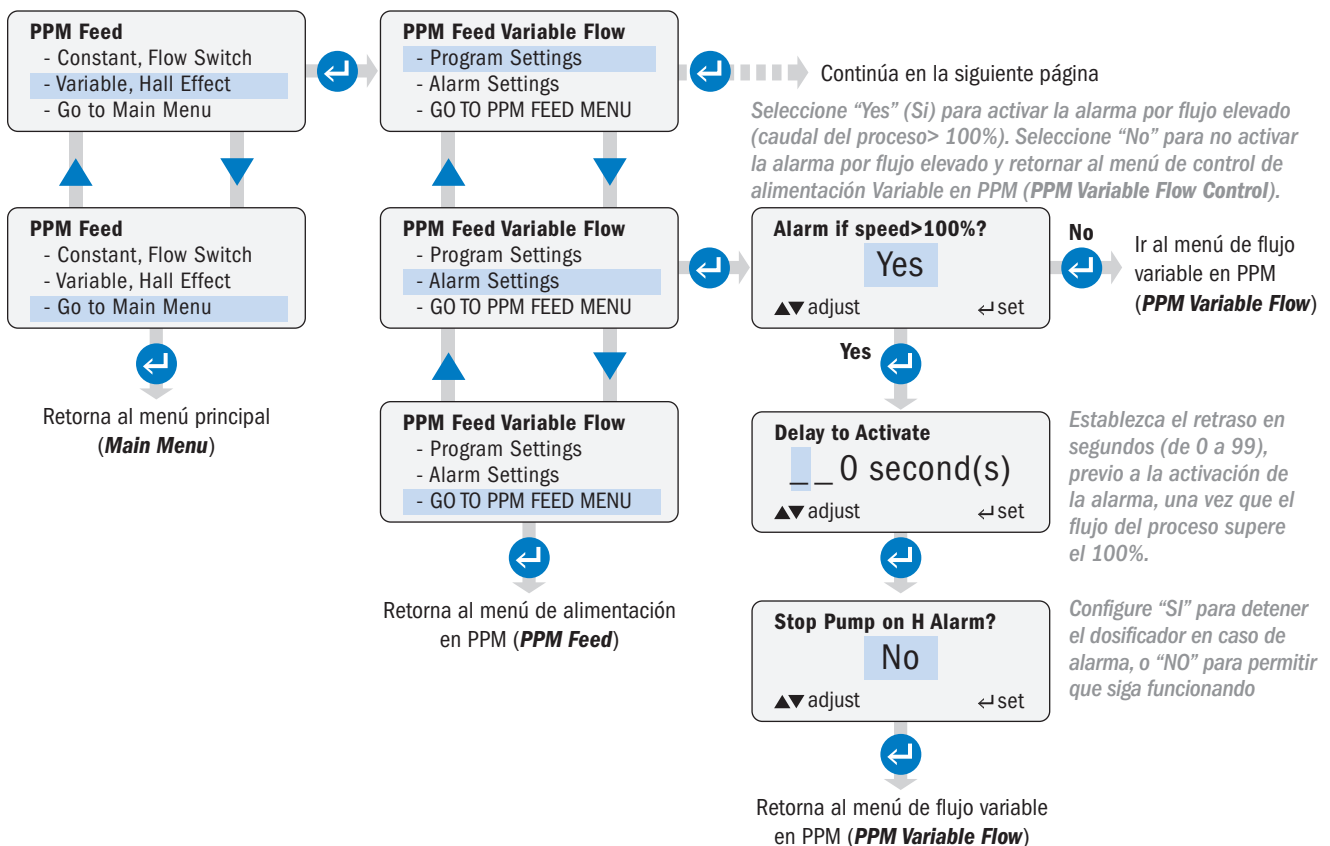 PPM Feed
- Constant, Flow Switch
- Variable, Hall Effect
- Go to Main Menu
PPM Feed Variable Flow
- Program Settings
- Alarm Settings
- GO TO PPM FEED MENU
Continúa en la siguiente página
Seleccione “Yes” (Si) para activar la alarma por flujo elevado
(caudal del proceso> 100%). Seleccione “No” para no activar
la alarma por flujo elevado y retornar al menú de control de
alimentación Variable en PPM (PPM Variable Flow Control).
PPM Feed
- Constant, Flow Switch
- Variable, Hall Effect
- Go to Main Menu
Retorna al menú principal
(Main Menu)
PPM Feed Variable Flow
- Program Settings
- Alarm Settings
- GO TO PPM FEED MENU
Alarm if speed>100%?
Yes
▲▼ adjust ↵ set
No
Ir al menú de flujo
variable en PPM
(PPM Variable Flow)
Yes
PPM Feed Variable Flow
- Program Settings
- Alarm Settings
- GO TO PPM FEED MENU
Retorna al menú de alimentación
en PPM (PPM Feed)
Delay to Activate
_ _ 0 second(s)
▲▼ adjust ↵ set
Establezca el retraso en
segundos (de 0 a 99),
previo a la activación de
la alarma, una vez que el
flujo del proceso supere
el 100%.
Stop Pump on H Alarm?
No
▲▼ adjust ↵ set
Configure “SI” para detener
el dosificador en caso de
alarma, o “NO” para permitir
que siga funcionando
Retorna al menú de flujo variable
en PPM (PPM Variable Flow)